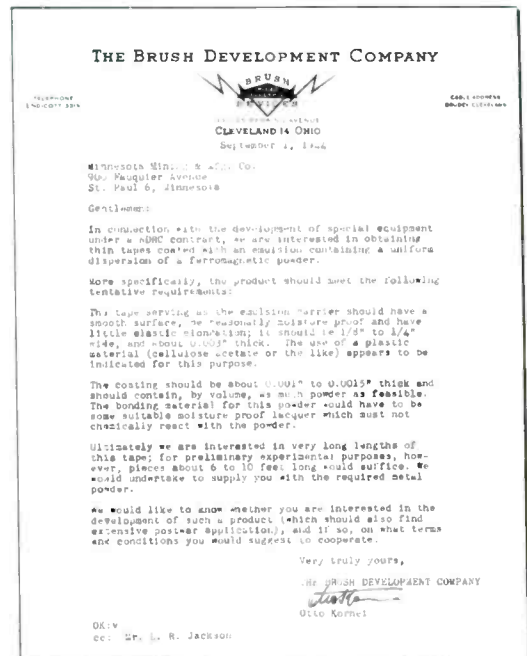 THE BRUSH DEVELOPMENT COMPANY
BRUSH
TELEPHONE
ENDICOTT
CABLE ADDRESS
CLEVELAND
AVENUE
CLEVELAND 14 OHIO
September 1,
Minnesota Mining & Mfg. Co.
900 Fauquier Avenue
St. Paul 6, Minnesota
Gentlemen:
In connection with the development of special equipment
under a NDRC contract, we are interested in obtaining
thin tapes coated with an emulsion containing a uniform
dispersion of a ferromagnetic powder.
More specifically, the product should meet the following
tentative requirements:
The tape serving as the emulsion carrier should have a
smooth surface, be reasonably moisture proof and have
little elastic elongation; it should be 1/8" to 1/4"
wide, and about 0.003" thick. The use of a plastic
material (cellulose acetate or the like) appears to be
indicated for this purpose.
The coating should be about 0.001" to 0.0015" thick and
should contain, by volume, as much powder as feasible.
The bonding material for this powder would have to be
some suitable moisture proof lacquer which must not
chemically react with the powder.
Ultimately we are interested in very long lengths of
this tape; for preliminary experimental purposes, how-
ever, pieces about 6 to 10 feet long would suffice. We
would undertake to supply you with the required metal
powder.
We would like to know whether you are interested in the
development of such a product (which should also find
extensive postwar application), and if so, on what terms
and conditions you would suggest to cooperate.
Very truly yours,
THE BRUSH DEVELOPMENT COMPANY
Otto Kornei
OK:v
cc: Mr. L. R. Jackson